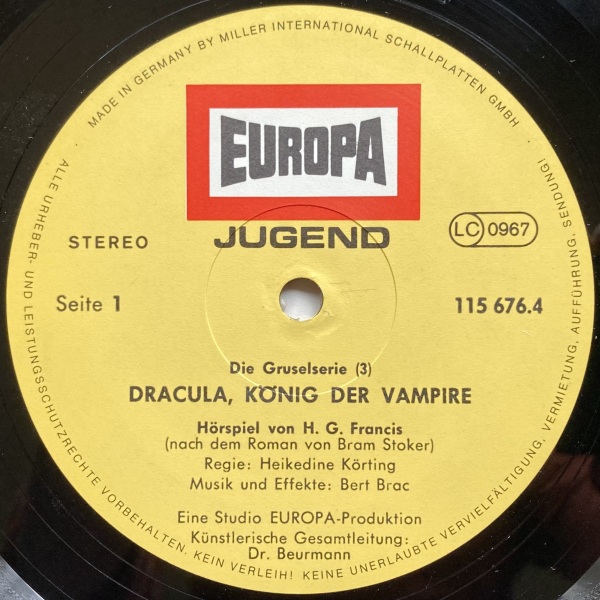 MADE IN GERMANY BY MILLER INTERNATIONAL SCHALLPLATTEN GMBH
EUROPA
JUGEND
STEREO
LC 0967
Seite 1
115 676.4
Die Gruselserie (3)
DRACULA, KÖNIG DER VAMPIRE
Hörspiel von H. G. Francis
(nach dem Roman von Bram Stoker)
Regie: Heikedine Körting
Musik und Effekte: Bert Brac
Eine Studio EUROPA-Produktion
Künstlerische Gesamtleitung:
Dr. Beurmann
ALLE URHEBER- UND LEISTUNGSSCHUTZRECHTE VORBEHALTEN. KEIN VERLEIH! KEINE UNERLAUBTE VERVIELFÄLTIGUNG, VERMIETUNG, AUFFÜHRUNG, SENDUNG!